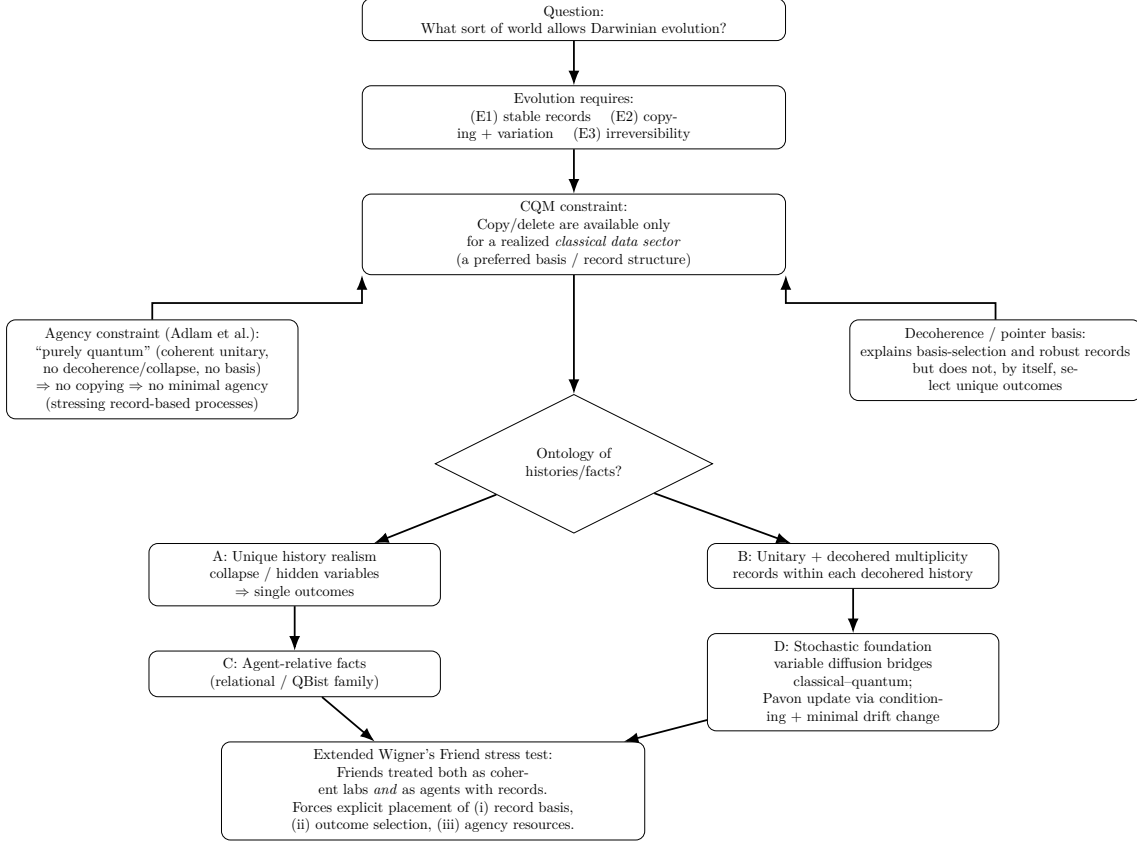 Question:
What sort of world allows Darwinian evolution?
Evolution requires:
(E1) stable records (E2) copy-
ing + variation (E3) irreversibility
CQM constraint:
Copy/delete are available only
for a realized classical data sector
(a preferred basis / record structure)
Agency constraint (Adlam et al.):
“purely quantum” (coherent unitary,
no decoherence/collapse, no basis)
⇒ no copying ⇒ no minimal agency
(stressing record-based processes)
Decoherence / pointer basis:
explains basis-selection and robust records
but does not, by itself, se-
lect unique outcomes
Ontology of
histories/facts?
A: Unique history realism
collapse / hidden variables
⇒ single outcomes
B: Unitary + decohered multiplicity
records within each decohered history
C: Agent-relative facts
(relational / QBist family)
D: Stochastic foundation
variable diffusion bridges
classical–quantum;
Pavon update via condition-
ing + minimal drift change
Extended Wigner’s Friend stress test:
Friends treated both as coher-
ent labs and as agents with records.
Forces explicit placement of (i) record basis,
(ii) outcome selection, (iii) agency resources.